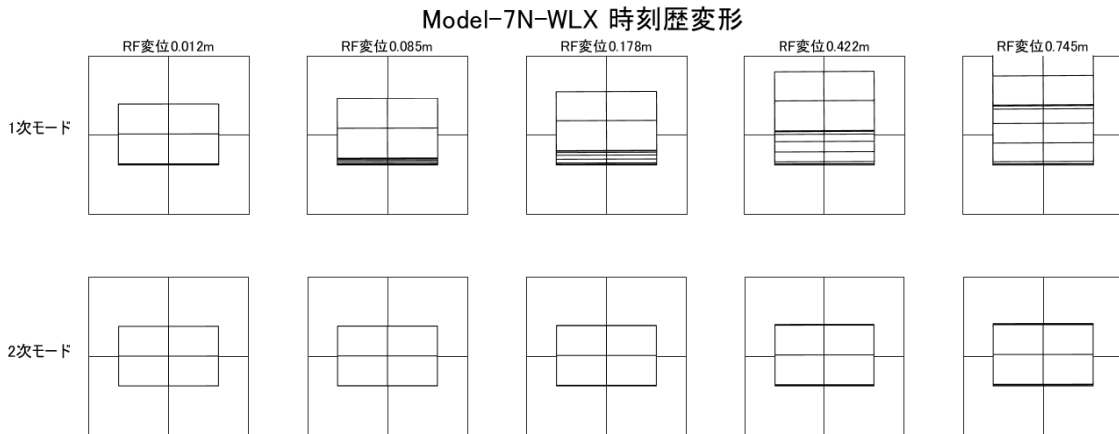 Model-7N-WLX 時刻歴変形
RF変位0.012m
RF変位0.085m
RF変位0.178m
RF変位0.422m
RF変位0.745m
1次モード
2次モード